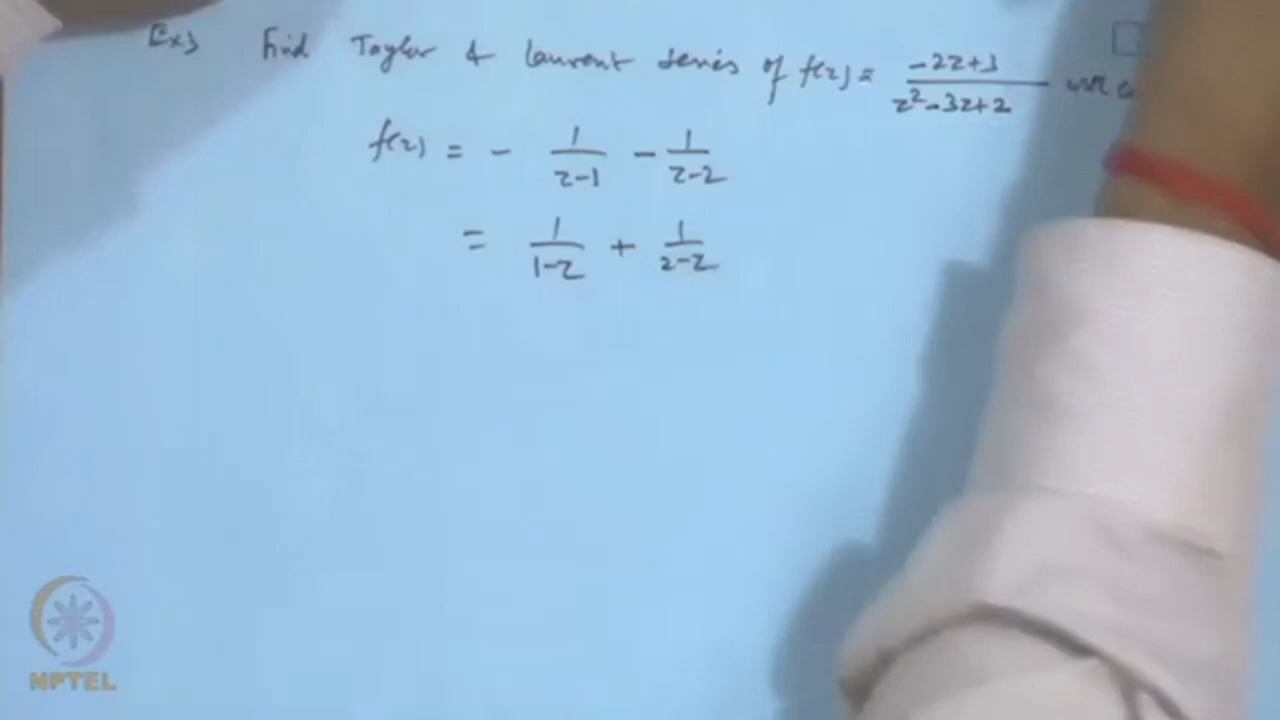 Ex) Find Taylor & Laurent series of f(z) = (-2z+3)/(z²-3z+2)
f(z) = - 1/(z-1) - 1/(z-2)
= 1/(1-z) + 1/(2-z)
NPTEL